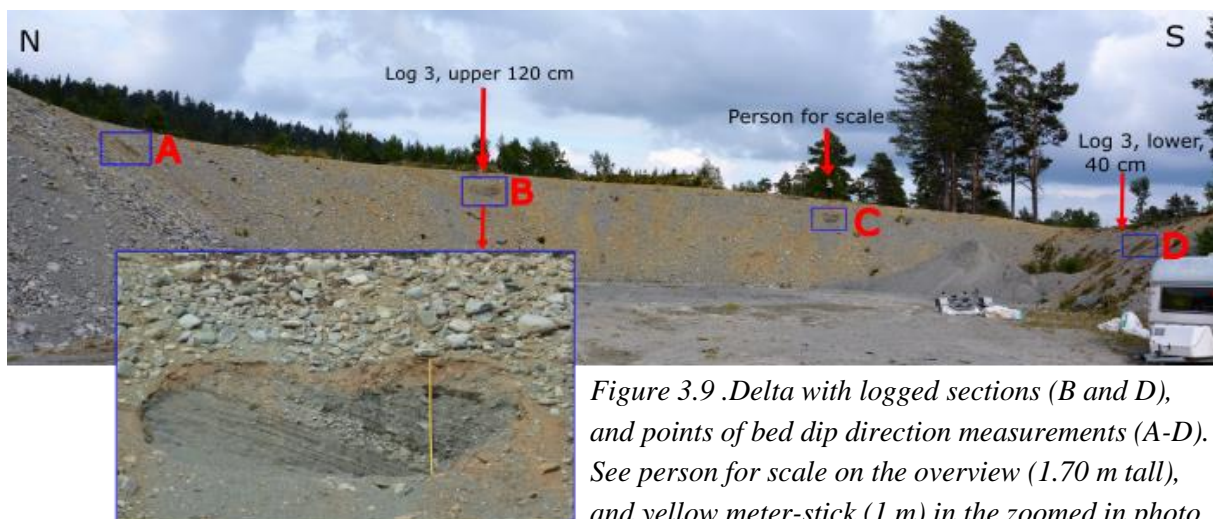 N
S
Log 3, upper 120 cm
Person for scale
Log 3, lower,
40 cm
A
B
C
D
Figure 3.9 .Delta with logged sections (B and D),
and points of bed dip direction measurements (A-D).
See person for scale on the overview (1.70 m tall),
and yellow meter-stick (1 m) in the zoomed in photo